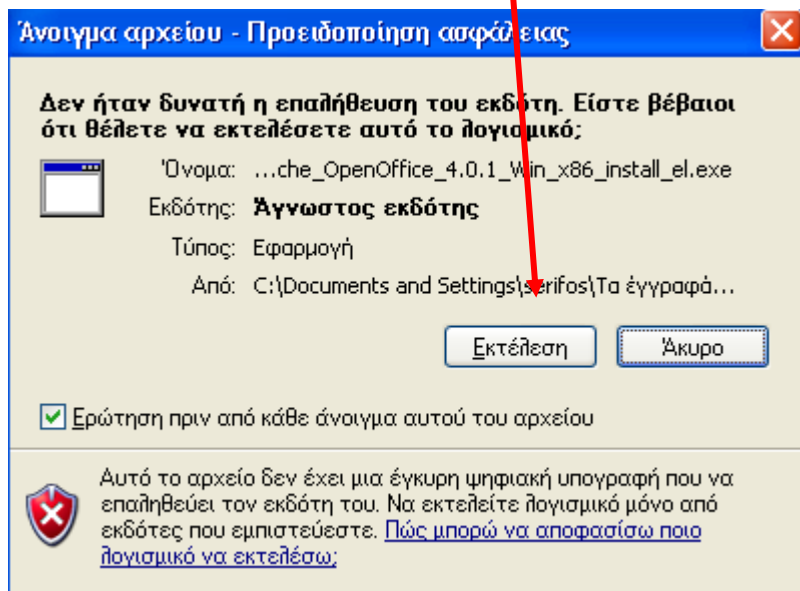 Άνοιγμα αρχείου - Προειδοποίηση ασφάλειας
Δεν ήταν δυνατή η επαλήθευση του εκδότη. Είστε βέβαιοι
ότι θέλετε να εκτελέσετε αυτό το λογισμικό;
Όνομα: ...che_OpenOffice_4.0.1_Win_x86_install_el.exe
Εκδότης: Άγνωστος εκδότης
Τύπος: Εφαρμογή
Από: C:\Documents and Settings\serifos\Τα έγγραφά...
Εκτέλεση Άκυρο
Ερώτηση πριν από κάθε άνοιγμα αυτού του αρχείου
Αυτό το αρχείο δεν έχει μια έγκυρη ψηφιακή υπογραφή που να
επαληθεύει τον εκδότη του. Να εκτελείτε λογισμικό μόνο από
εκδότες που εμπιστεύεστε. Πώς μπορώ να αποφασίσω ποιο
λογισμικό να εκτελέσω;